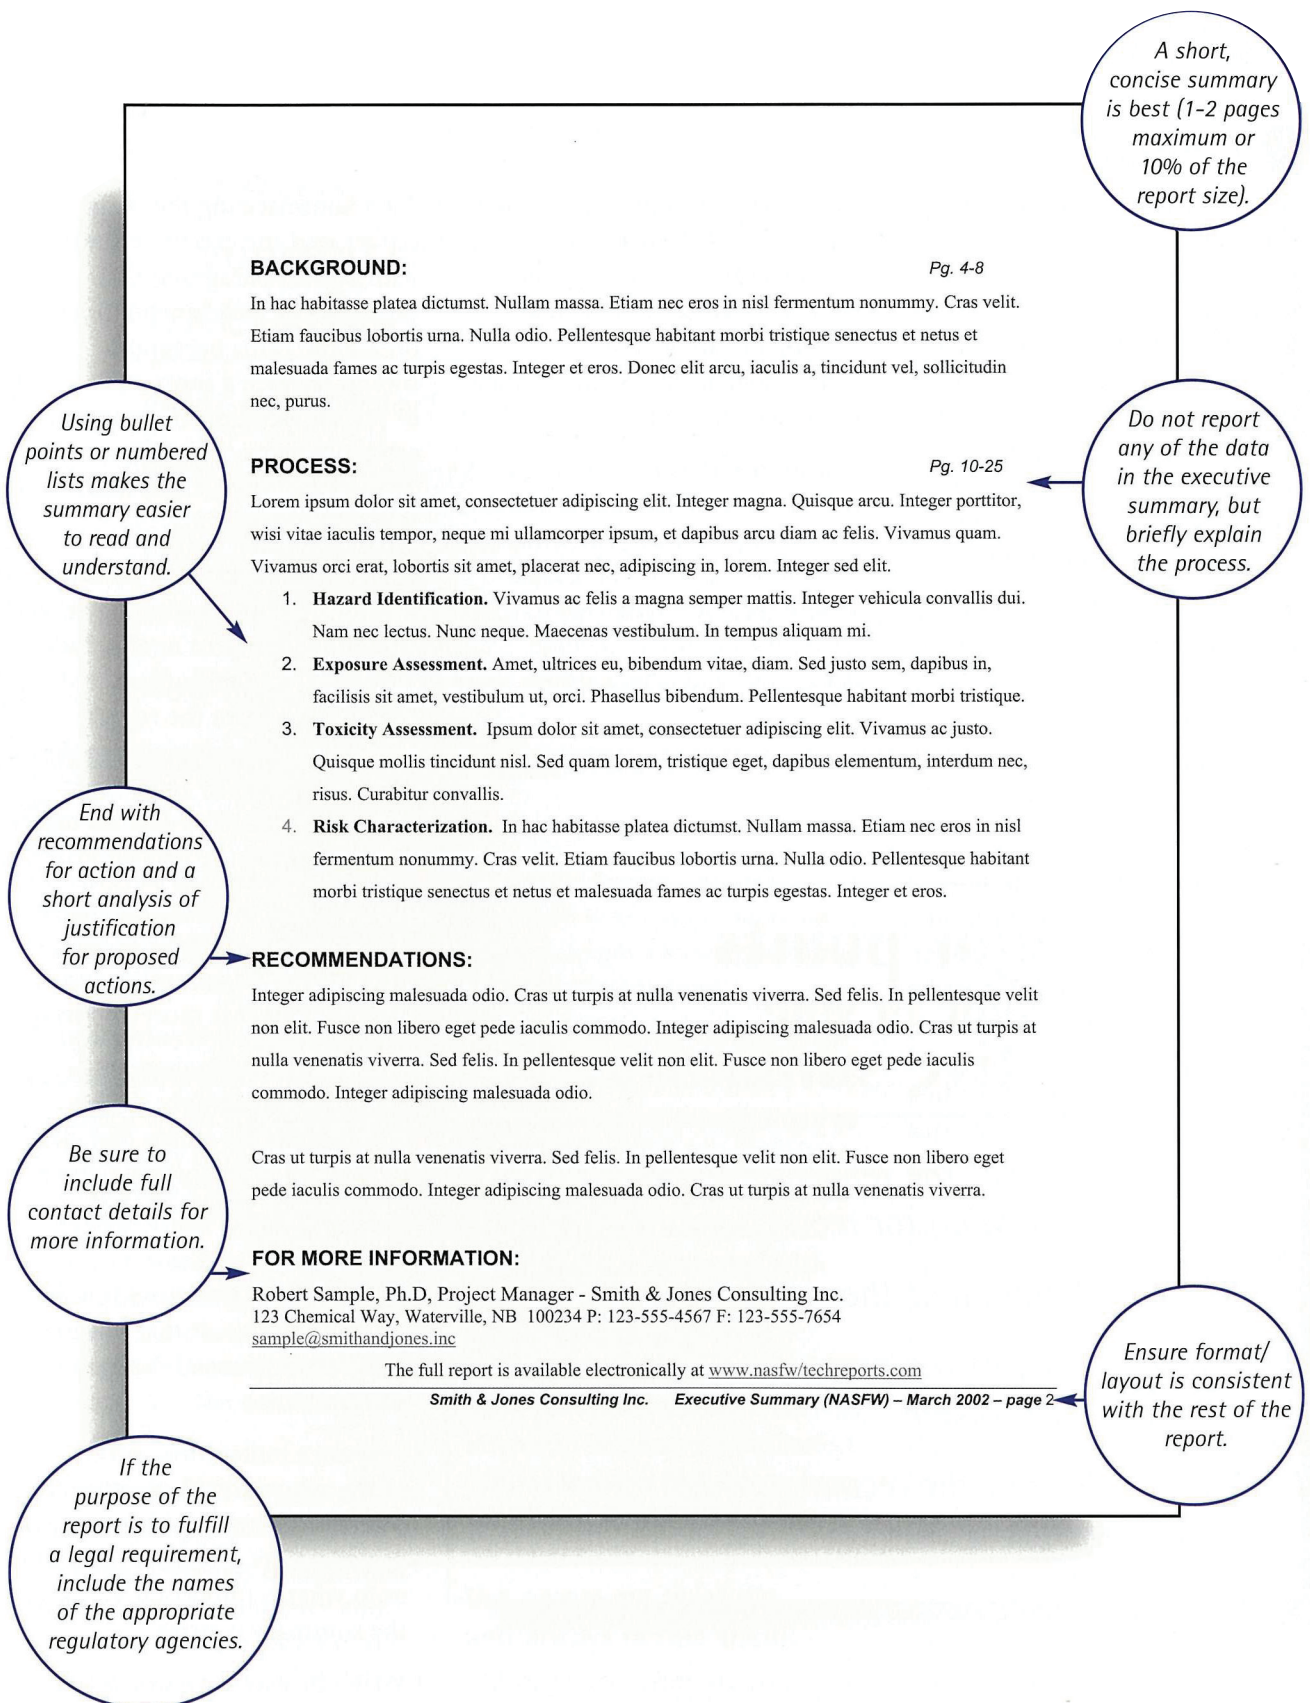 A short,
concise summary
is best (1-2 pages
maximum or
10% of the
report size).
BACKGROUND: Pg. 4-8
In hac habitasse platea dictumst. Nullam massa. Etiam nec eros in nisl fermentum nonummy. Cras velit.
Etiam faucibus lobortis urna. Nulla odio. Pellentesque habitant morbi tristique senectus et netus et
malesuada fames ac turpis egestas. Integer et eros. Donec elit arcu, iaculis a, tincidunt vel, sollicitudin
nec, purus.
Using bullet
points or numbered
lists makes the
summary easier
to read and
understand.
Do not report
any of the data
in the executive
summary, but
briefly explain
the process.
PROCESS: Pg. 10-25
Lorem ipsum dolor sit amet, consectetuer adipiscing elit. Integer magna. Quisque arcu. Integer porttitor,
wisi vitae iaculis tempor, neque mi ullamcorper ipsum, et dapibus arcu diam ac felis. Vivamus quam.
Vivamus orci erat, lobortis sit amet, placerat nec, adipiscing in, lorem. Integer sed elit.
1. Hazard Identification. Vivamus ac felis a magna semper mattis. Integer vehicula convallis dui.
Nam nec lectus. Nunc neque. Maecenas vestibulum. In tempus aliquam mi.
2. Exposure Assessment. Amet, ultrices eu, bibendum vitae, diam. Sed justo sem, dapibus in,
facilisis sit amet, vestibulum ut, orci. Phasellus bibendum. Pellentesque habitant morbi tristique.
3. Toxicity Assessment. Ipsum dolor sit amet, consectetuer adipiscing elit. Vivamus ac justo.
Quisque mollis tincidunt nisl. Sed quam lorem, tristique eget, dapibus elementum, interdum nec,
risus. Curabitur convallis.
4. Risk Characterization. In hac habitasse platea dictumst. Nullam massa. Etiam nec eros in nisl
fermentum nonummy. Cras velit. Etiam faucibus lobortis urna. Nulla odio. Pellentesque habitant
morbi tristique senectus et netus et malesuada fames ac turpis egestas. Integer et eros.
End with
recommendations
for action and a
short analysis of
justification
for proposed
actions.
RECOMMENDATIONS:
Integer adipiscing malesuada odio. Cras ut turpis at nulla venenatis viverra. Sed felis. In pellentesque velit
non elit. Fusce non libero eget pede iaculis commodo. Integer adipiscing malesuada odio. Cras ut turpis at
nulla venenatis viverra. Sed felis. In pellentesque velit non elit. Fusce non libero eget pede iaculis
commodo. Integer adipiscing malesuada odio.
Cras ut turpis at nulla venenatis viverra. Sed felis. In pellentesque velit non elit. Fusce non libero eget
pede iaculis commodo. Integer adipiscing malesuada odio. Cras ut turpis at nulla venenatis viverra.
Be sure to
include full
contact details for
more information.
FOR MORE INFORMATION:
Robert Sample, Ph.D, Project Manager - Smith & Jones Consulting Inc.
123 Chemical Way, Waterville, NB 100234 P: 123-555-4567 F: 123-555-7654
sample@smithandjones.inc
The full report is available electronically at www.nasfw/techreports.com
Smith & Jones Consulting Inc. Executive Summary (NASFW) – March 2002 – page 2
Ensure format/
layout is consistent
with the rest of the
report.
If the
purpose of the
report is to fulfill
a legal requirement,
include the names
of the appropriate
regulatory agencies.